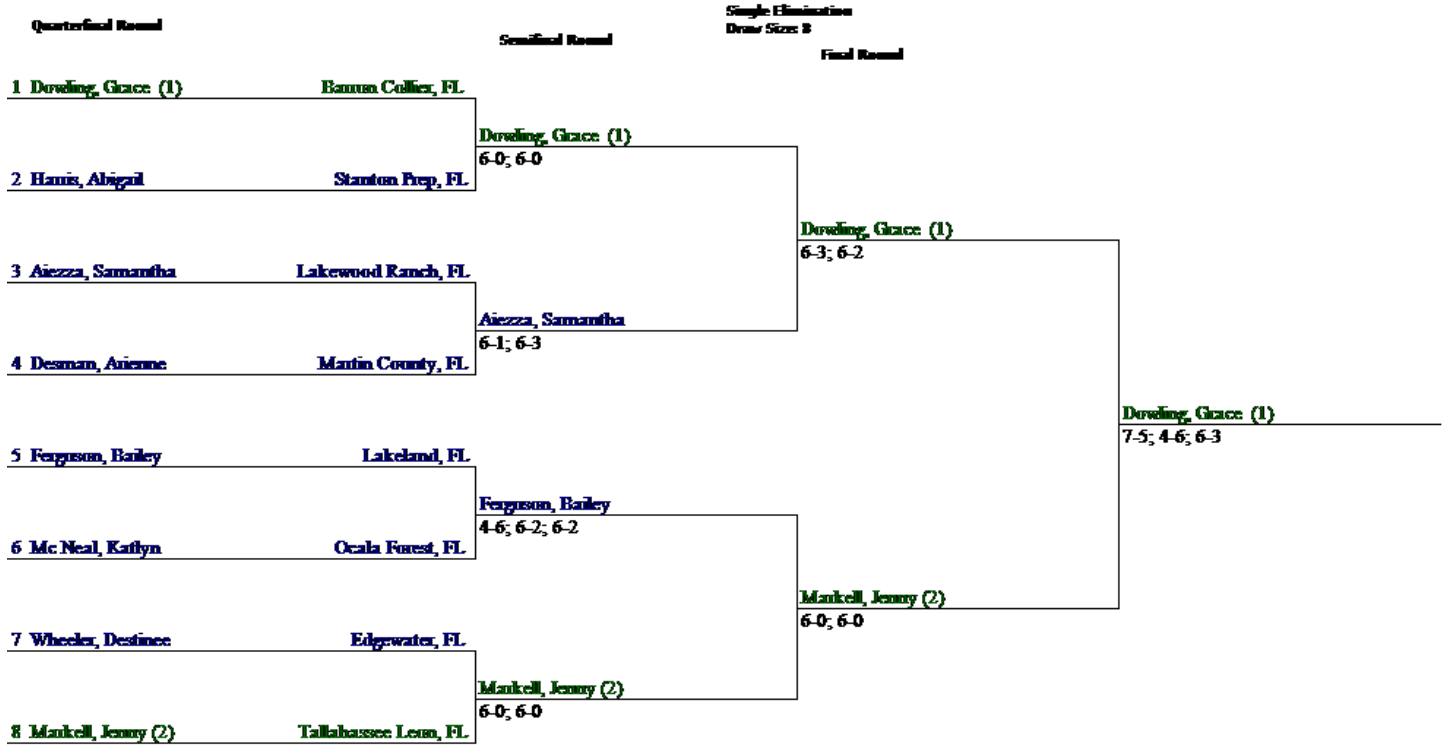 Single Elimination
Draw Size: 8
Quarterfinal Round
Semifinal Round
Final Round
1 Dowling, Grace (1) Barron Collier, FL
Dowling, Grace (1)
6-0; 6-0
2 Harris, Abigail Stanton Prep, FL
Dowling, Grace (1)
6-3; 6-2
3 Aiezza, Samantha Lakewood Ranch, FL
Aiezza, Samantha
6-1; 6-3
4 Desman, Arienne Martin County, FL
Dowling, Grace (1)
7-5; 4-6; 6-3
5 Ferguson, Bailey Lakeland, FL
Ferguson, Bailey
4-6; 6-2; 6-2
6 Mc Neal, Katlyn Ocala Forest, FL
Markell, Jenny (2)
6-0; 6-0
7 Wheeler, Destinee Edgewater, FL
Markell, Jenny (2)
6-0; 6-0
8 Markell, Jenny (2) Tallahassee Leon, FL